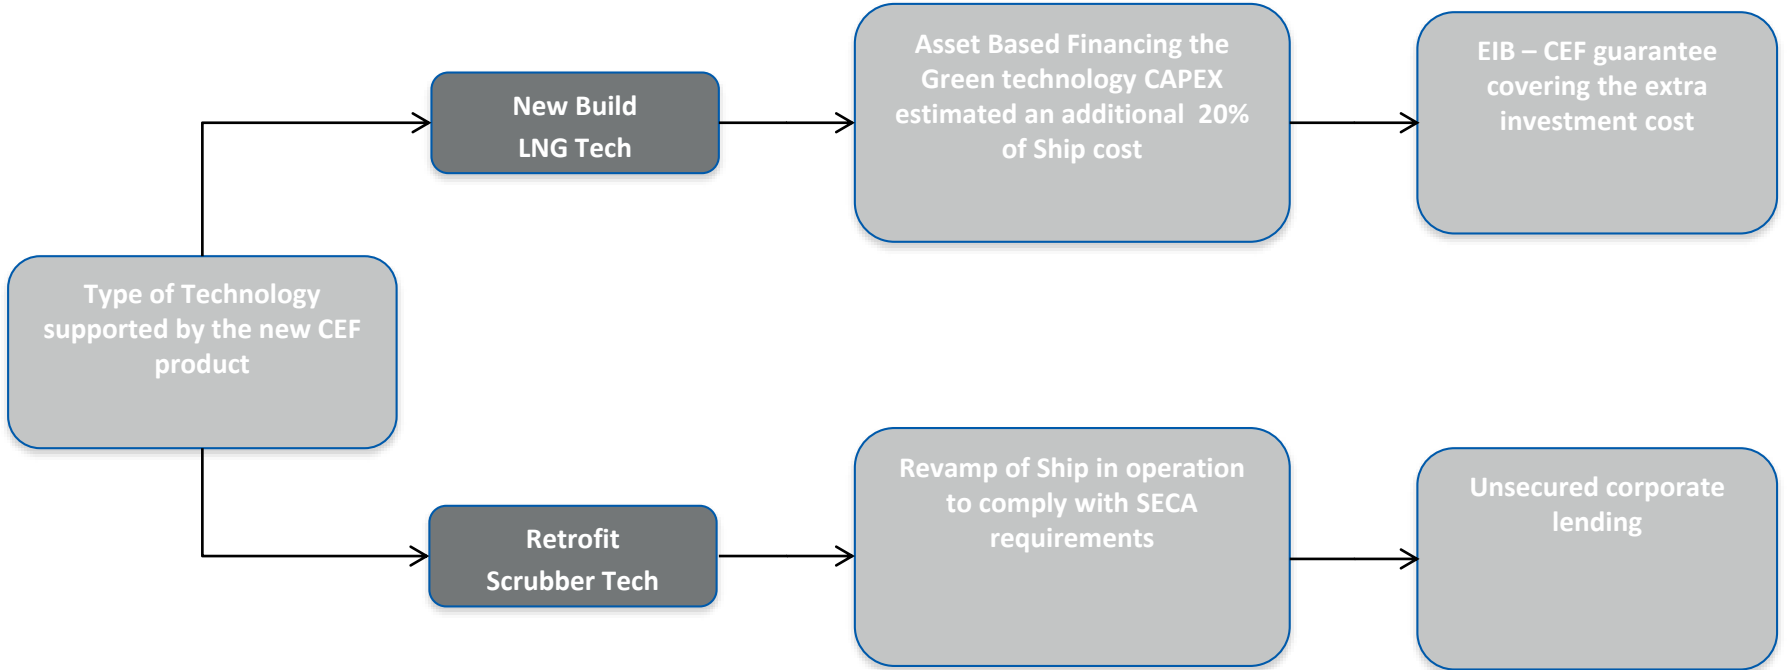 Type of Technology
supported by the new CEF
product
New Build
LNG Tech
Asset Based Financing the
Green technology CAPEX
estimated an additional  20%
of Ship cost
EIB – CEF guarantee
covering the extra
investment cost
Retrofit
Scrubber Tech
Revamp of Ship in operation
to comply with SECA
requirements
Unsecured corporate
lending